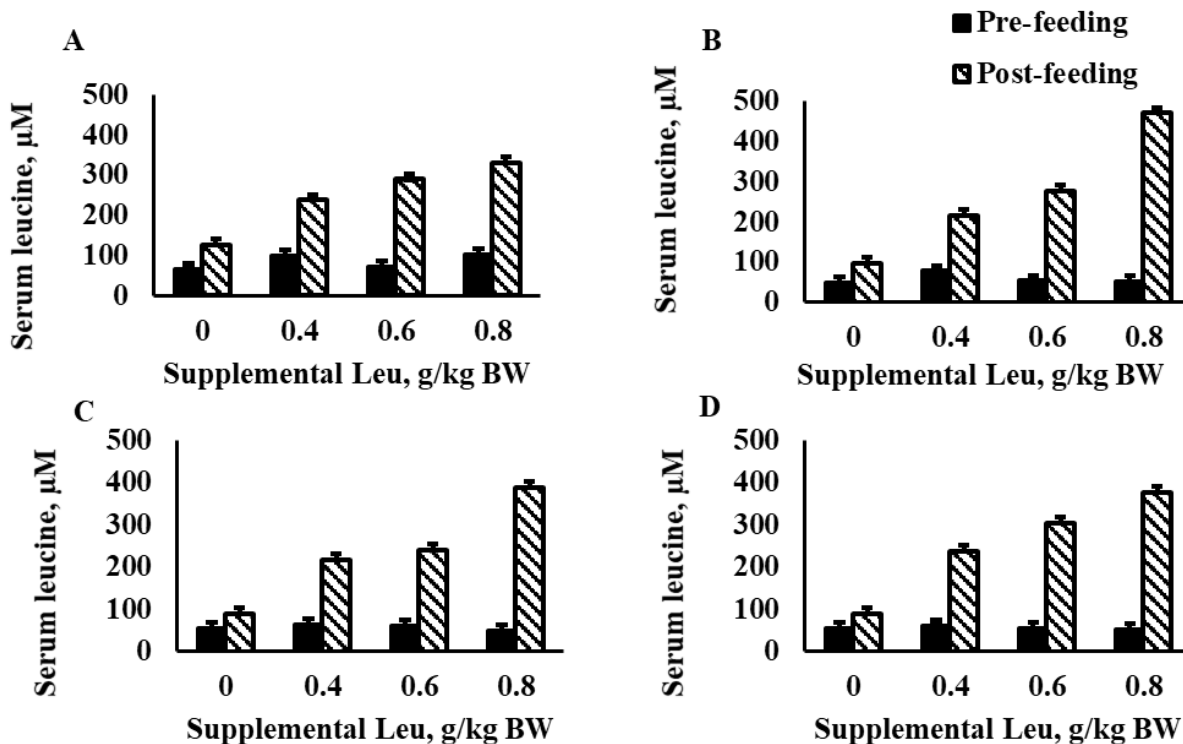 A
Serum leucine, µM
500
400
300
200
100
0
0 0.4 0.6 0.8
Supplemental Leu, g/kg BW
B
Pre-feeding
Post-feeding
Serum leucine, µM
500
400
300
200
100
0
0 0.4 0.6 0.8
Supplemental Leu, g/kg BW
C
Serum leucine, µM
500
400
300
200
100
0
0 0.4 0.6 0.8
Supplemental Leu, g/kg BW
D
Serum leucine, µM
500
400
300
200
100
0
0 0.4 0.6 0.8
Supplemental Leu, g/kg BW